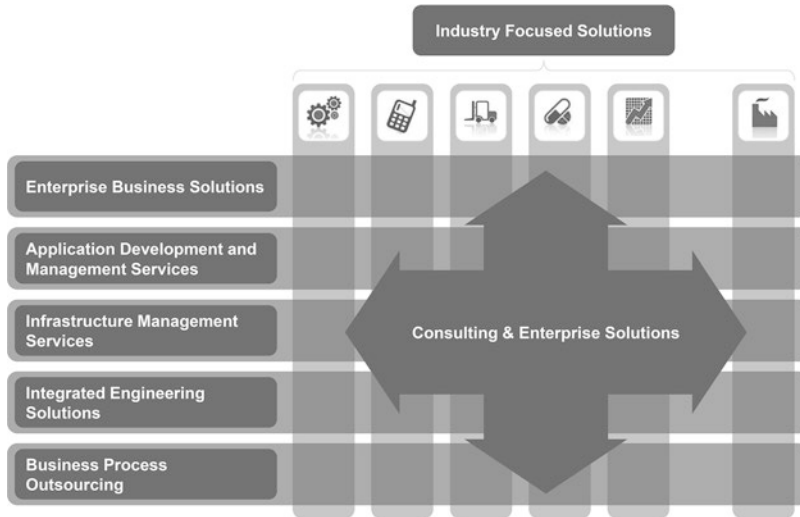 Industry Focused Solutions
Enterprise Business Solutions
Application Development and
Management Services
Infrastructure Management
Services
Consulting & Enterprise Solutions
Integrated Engineering
Solutions
Business Process
Outsourcing